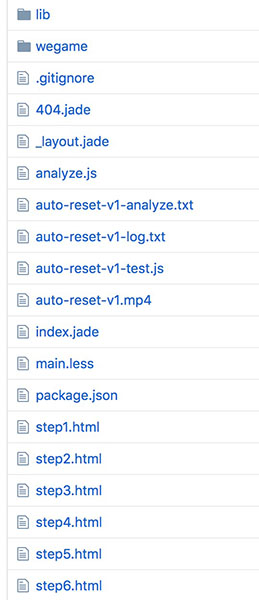 lib
wegame
.gitignore
404.jade
_layout.jade
analyze.js
auto-reset-v1-analyze.txt
auto-reset-v1-log.txt
auto-reset-v1-test.js
auto-reset-v1.mp4
index.jade
main.less
package.json
step1.html
step2.html
step3.html
step4.html
step5.html
step6.html